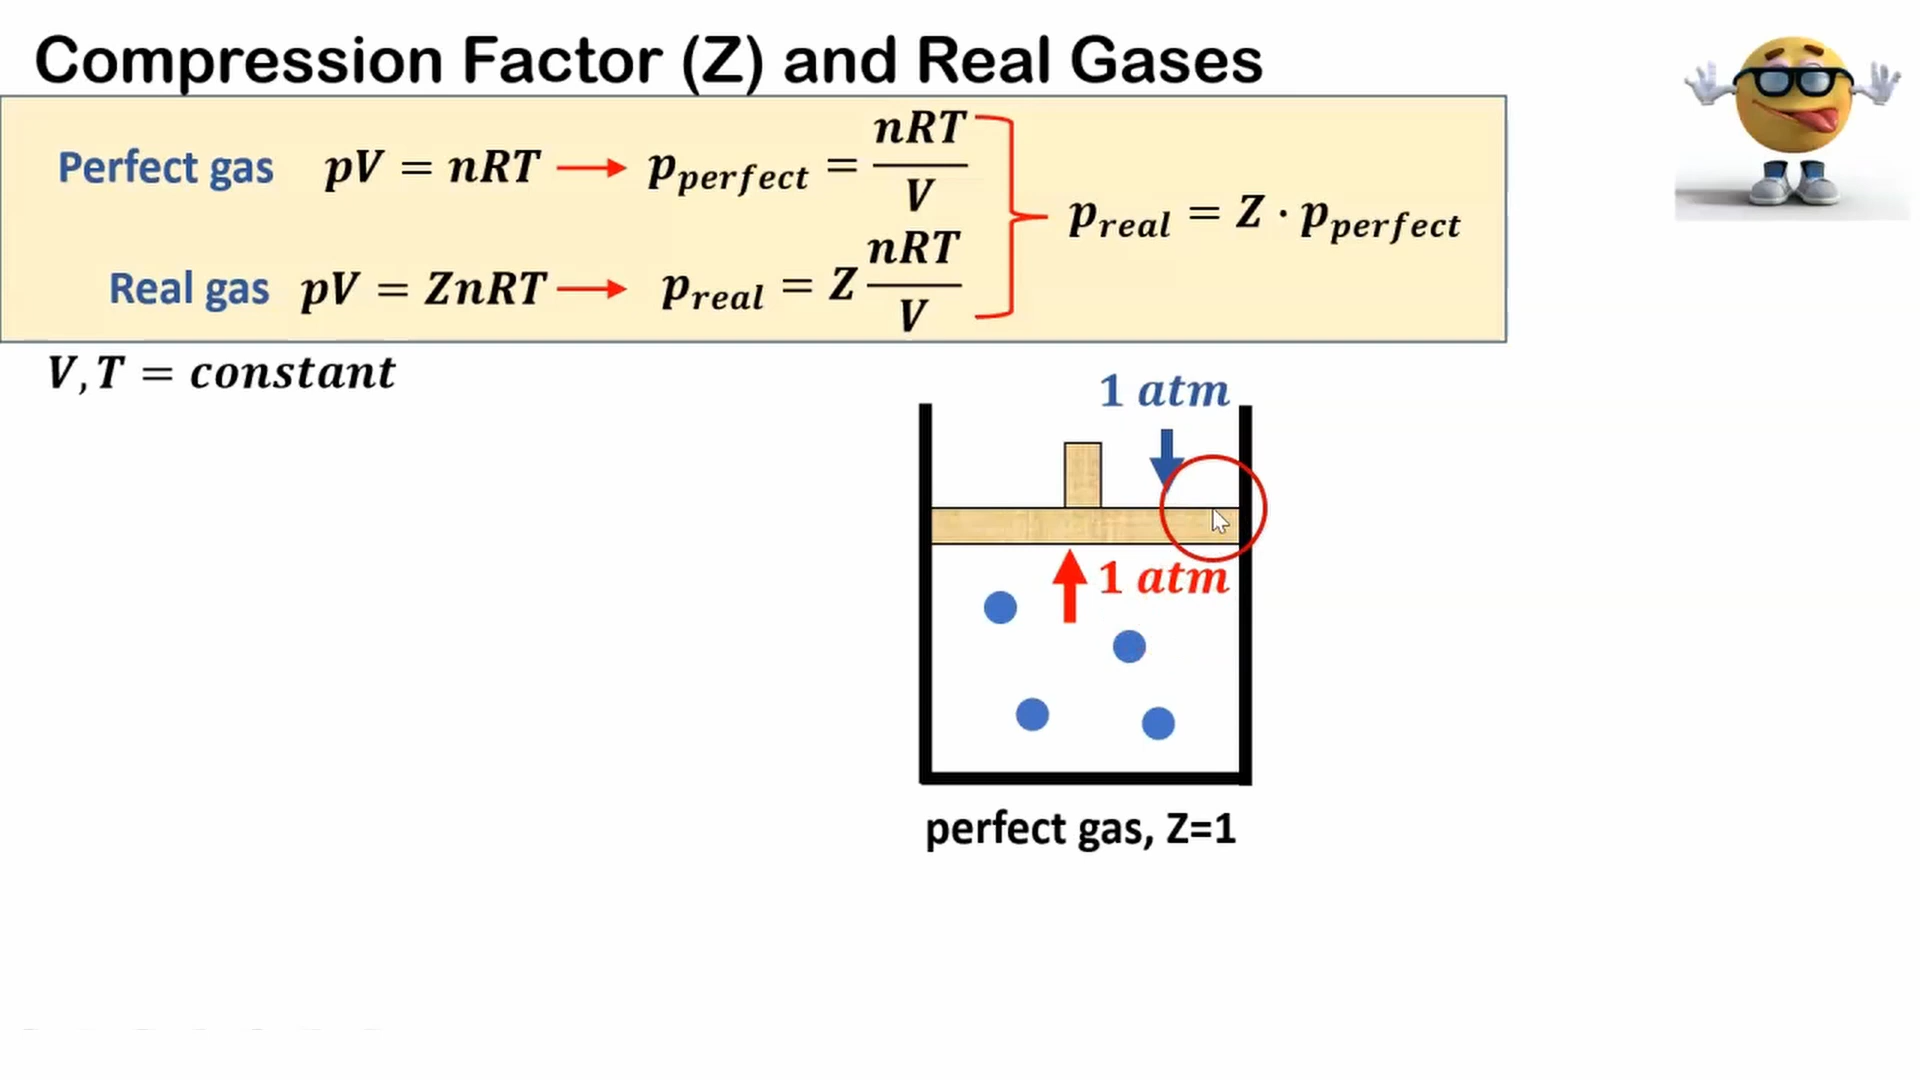 Compression Factor (Z) and Real Gases
Perfect gas pV = nRT → p_perfect = nRT/V
Real gas pV = ZnRT → p_real = Z nRT/V
p_real = Z · p_perfect
V, T = constant
1 atm
1 atm
perfect gas, Z=1